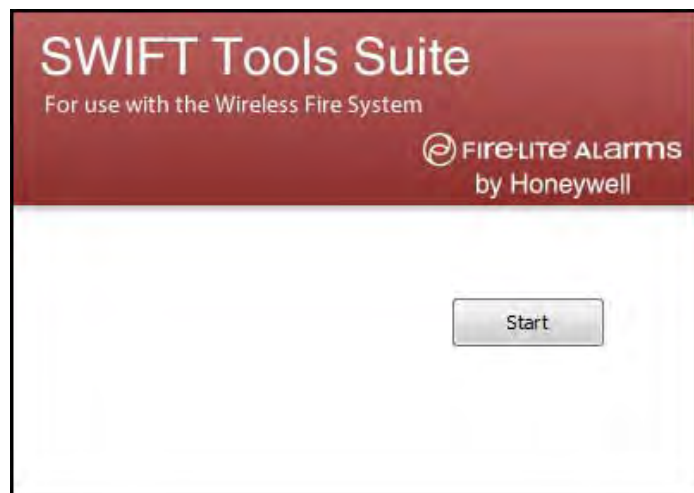 SWIFT Tools Suite
For use with the Wireless Fire System
FIRE•LITE® ALARMS
by Honeywell
Start